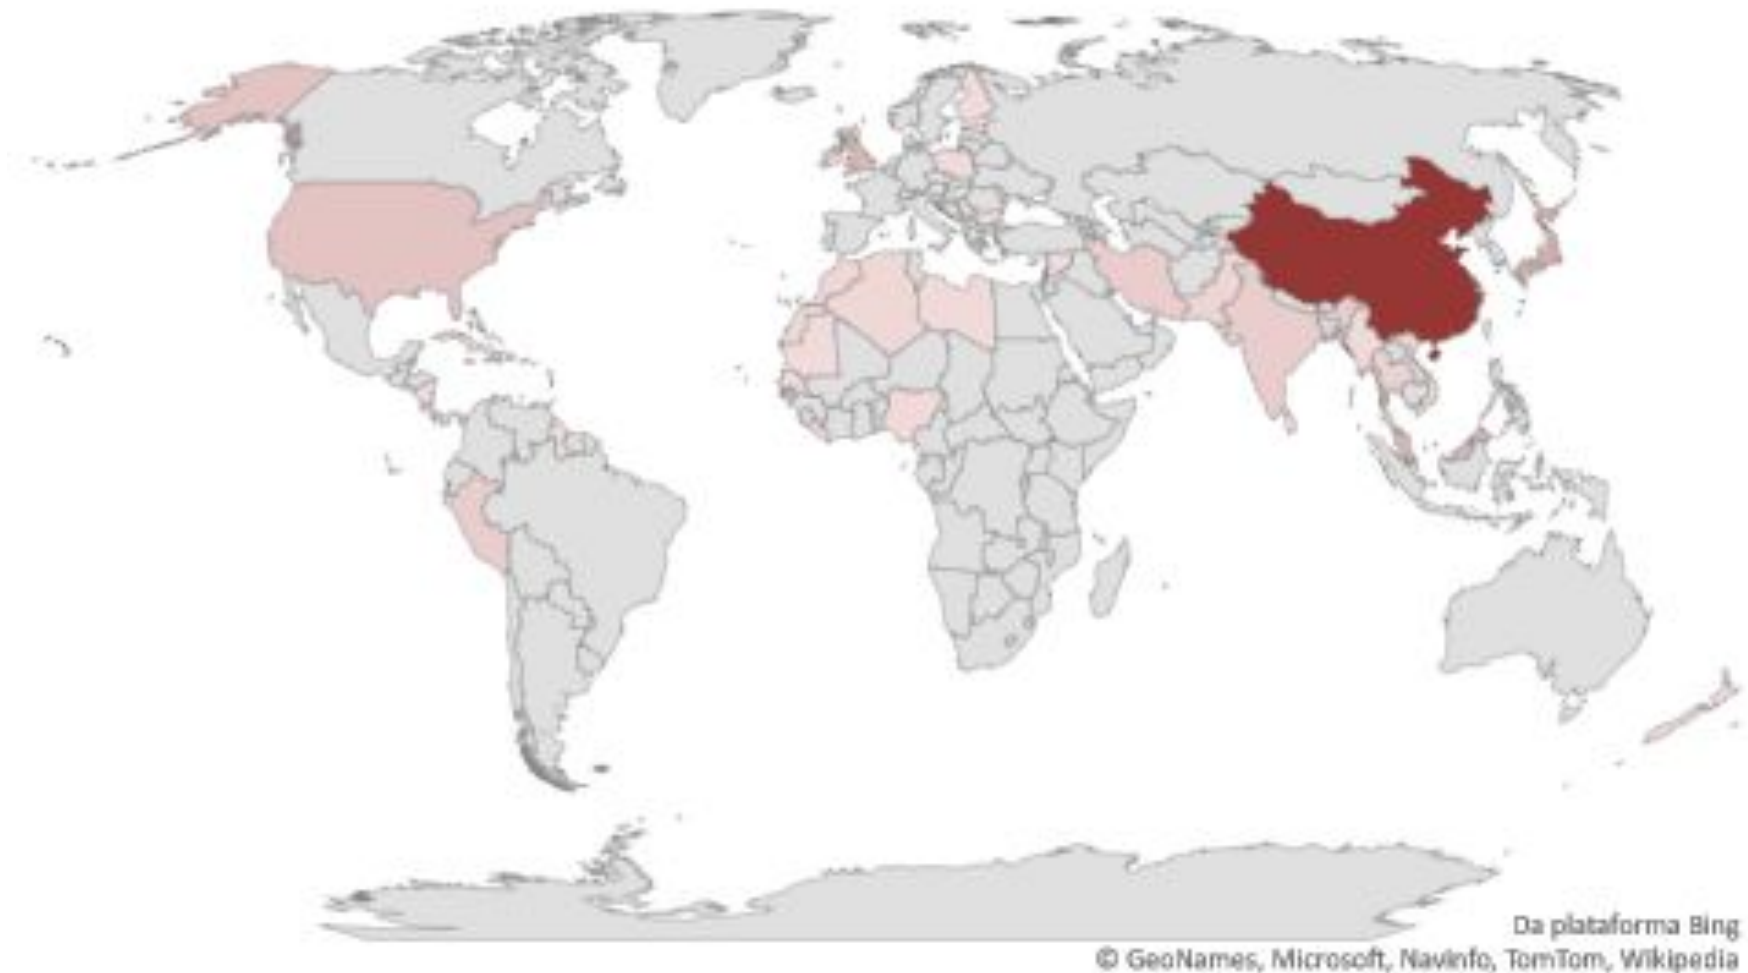 Da plataforma Bing
© GeoNames, Microsoft, Navinfo, TomTom, Wikipedia